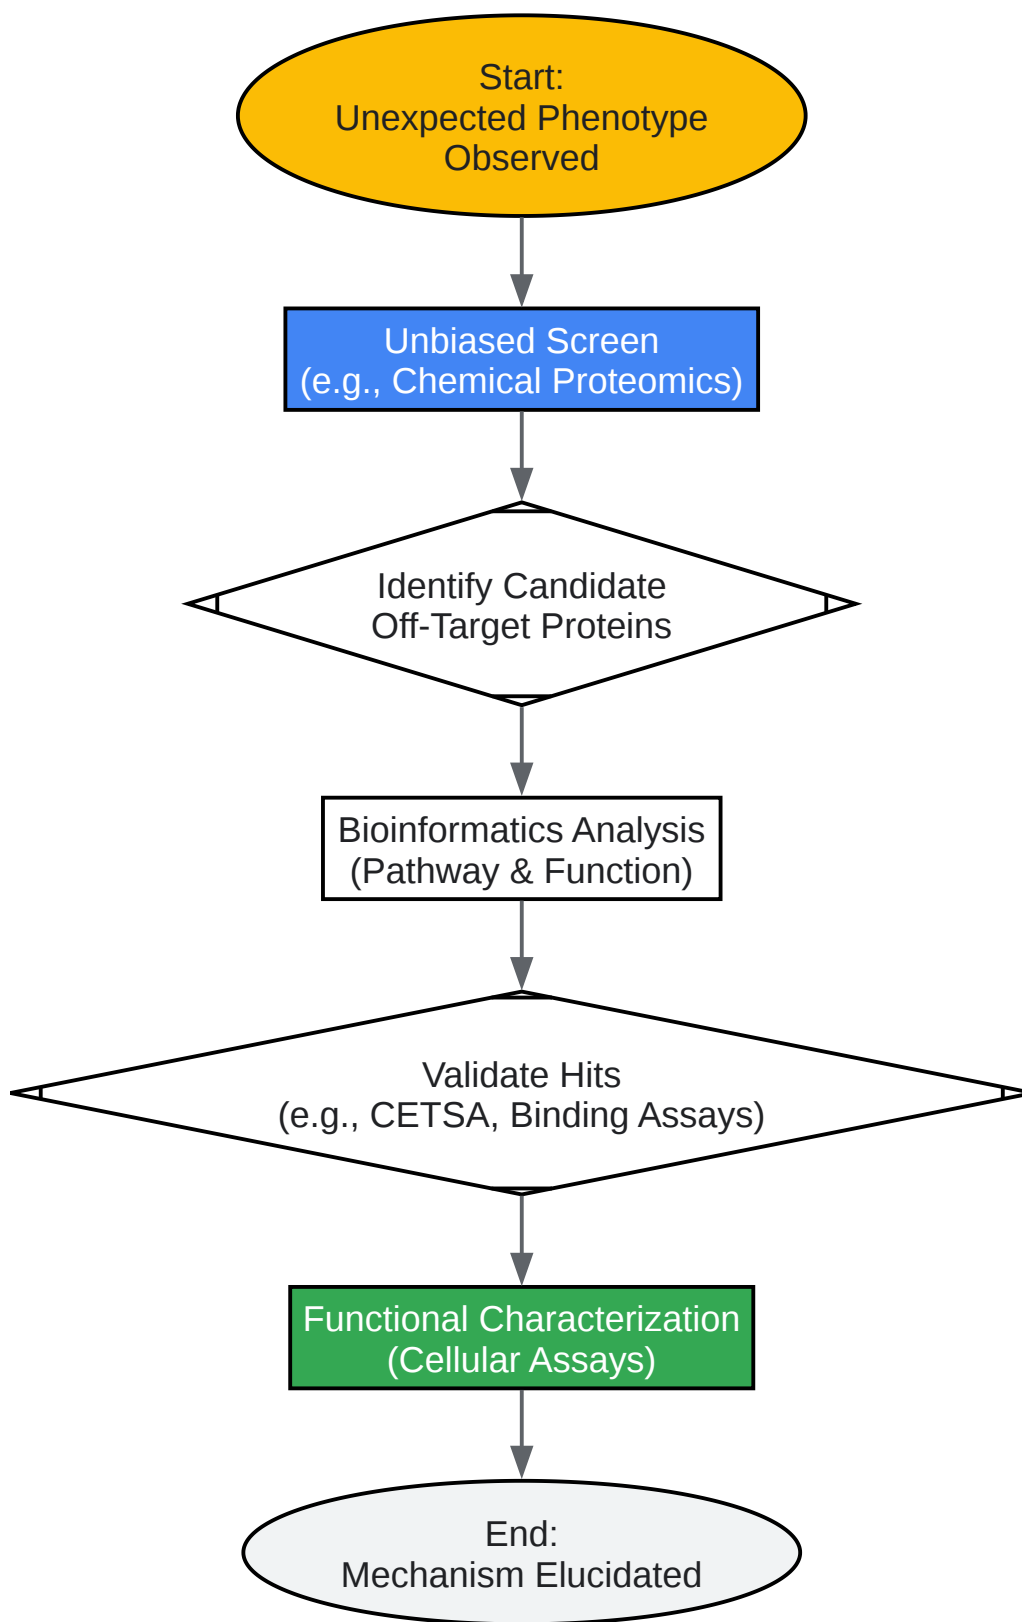 Start:
Unexpected Phenotype
Observed
Unbiased Screen
(e.g., Chemical Proteomics)
Identify Candidate
Off-Target Proteins
Bioinformatics Analysis
(Pathway & Function)
Validate Hits
(e.g., CETSA, Binding Assays)
Functional Characterization
(Cellular Assays)
End:
Mechanism Elucidated